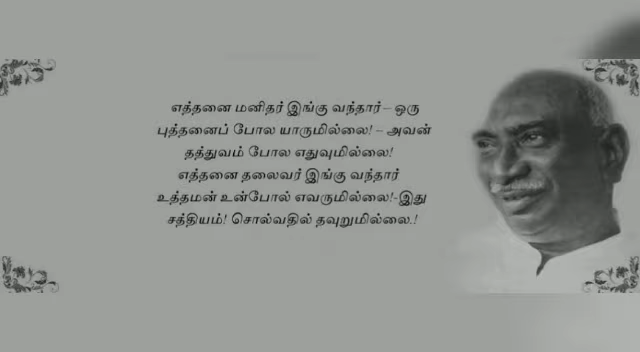 எத்தனை மனிதர் இங்கு வந்தார் – ஒரு
புத்தனைப் போல யாருமில்லை! – அவன்
தத்துவம் போல எதுவுமில்லை!
எத்தனை தலைவர் இங்கு வந்தார்
உத்தமன் உன்போல் எவருமில்லை!-இது
சத்தியம்! சொல்வதில் தவுறுமில்லை.!